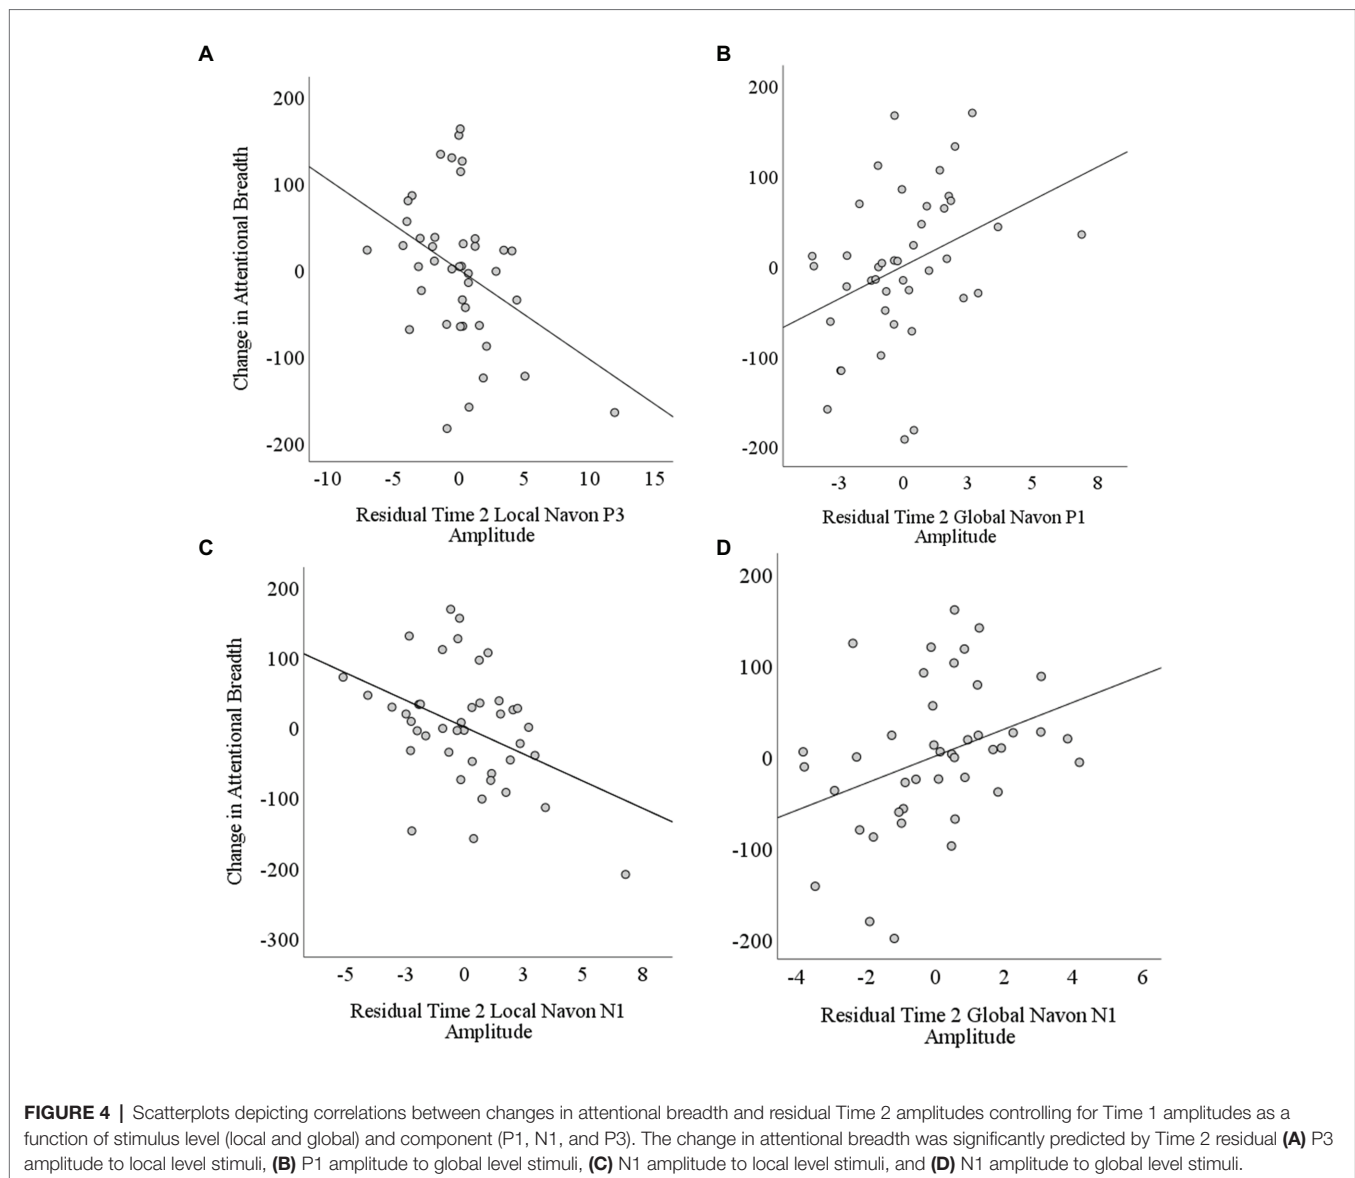 A
200
100
0
-100
-200
Change in Attentional Breadth
-10 -5 0 5 10 15
Residual Time 2 Local Navon P3
Amplitude
B
200
100
0
-100
-200
-3 0 3 5 8
Residual Time 2 Global Navon P1
Amplitude
C
200
100
0
-100
-200
-300
Change in Attentional Breadth
-5 -3 0 3 5 8
Residual Time 2 Local Navon N1
Amplitude
D
200
100
0
-100
-200
-4 -2 0 2 4 6
Residual Time 2 Global Navon N1
Amplitude
FIGURE 4 | Scatterplots depicting correlations between changes in attentional breadth and residual Time 2 amplitudes controlling for Time 1 amplitudes as a
function of stimulus level (local and global) and component (P1, N1, and P3). The change in attentional breadth was significantly predicted by Time 2 residual (A) P3
amplitude to local level stimuli, (B) P1 amplitude to global level stimuli, (C) N1 amplitude to local level stimuli, and (D) N1 amplitude to global level stimuli.